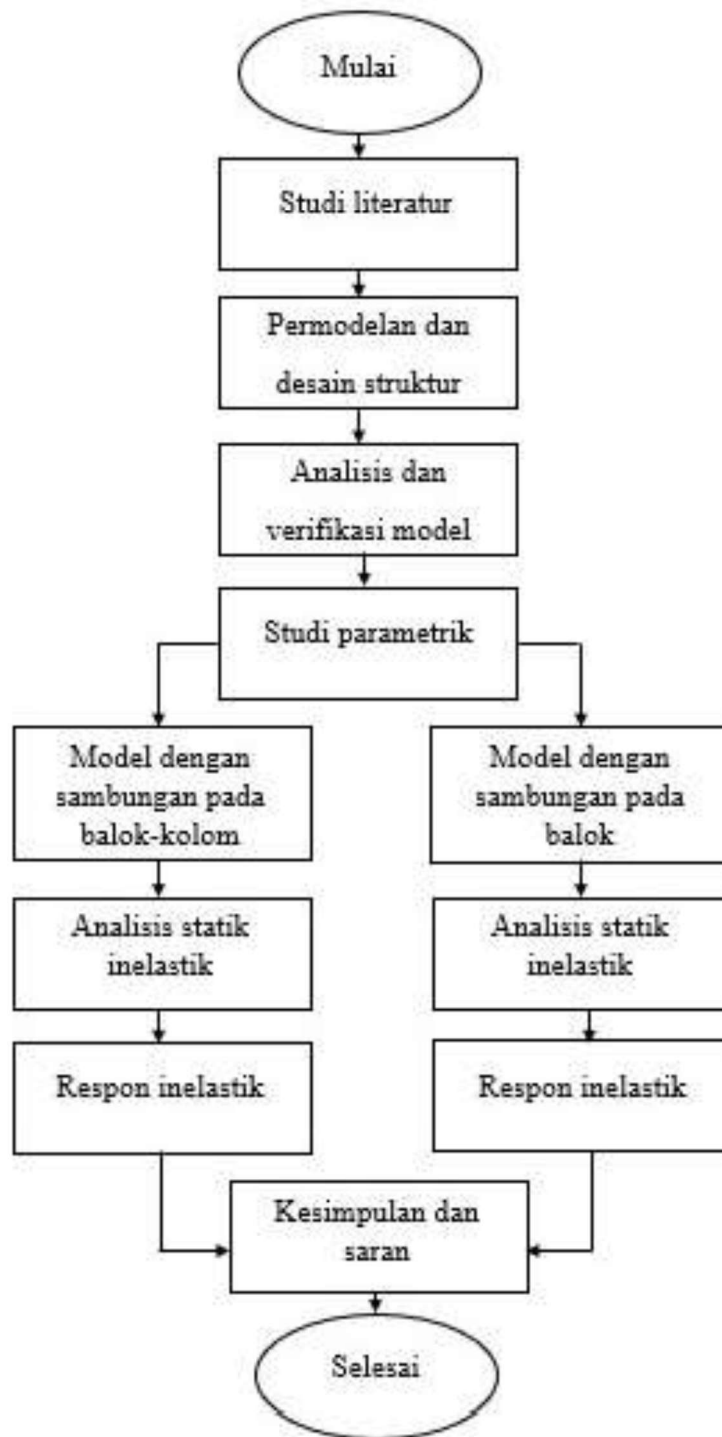 Mulai
Studi literatur
Permodelan dan
desain struktur
Analisis dan
verifikasi model
Studi parametrik
Model dengan
sambungan pada
balok-kolom
Analisis statik
inelastik
Respon inelastik
Model dengan
sambungan pada
balok
Analisis statik
inelastik
Respon inelastik
Kesimpulan dan
saran
Selesai